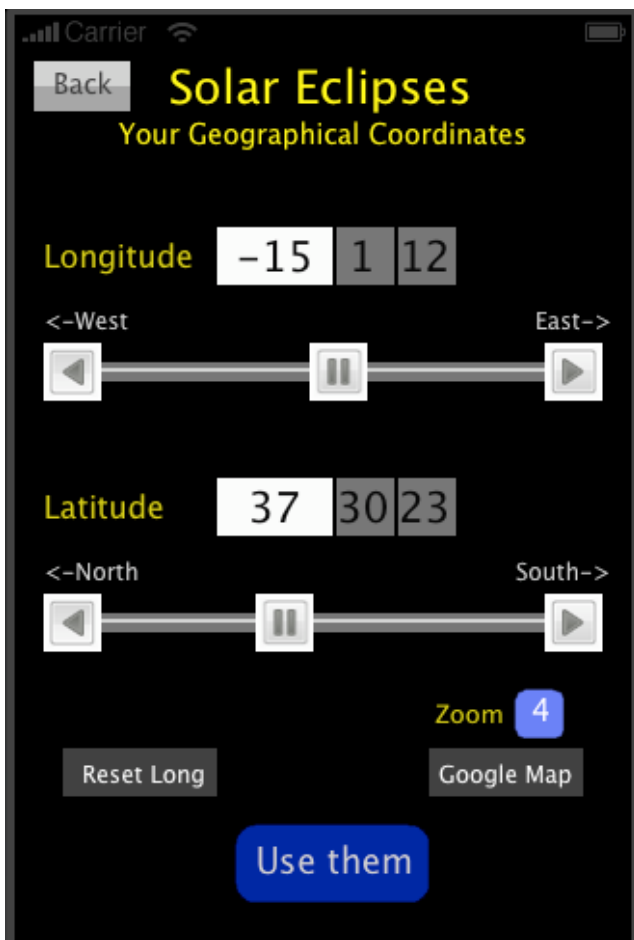 Carrier
Back Solar Eclipses
Your Geographical Coordinates
Longitude -15 1 12
<-West East->
Latitude 37 30 23
<-North South->
Zoom 4
Reset Long Google Map
Use them